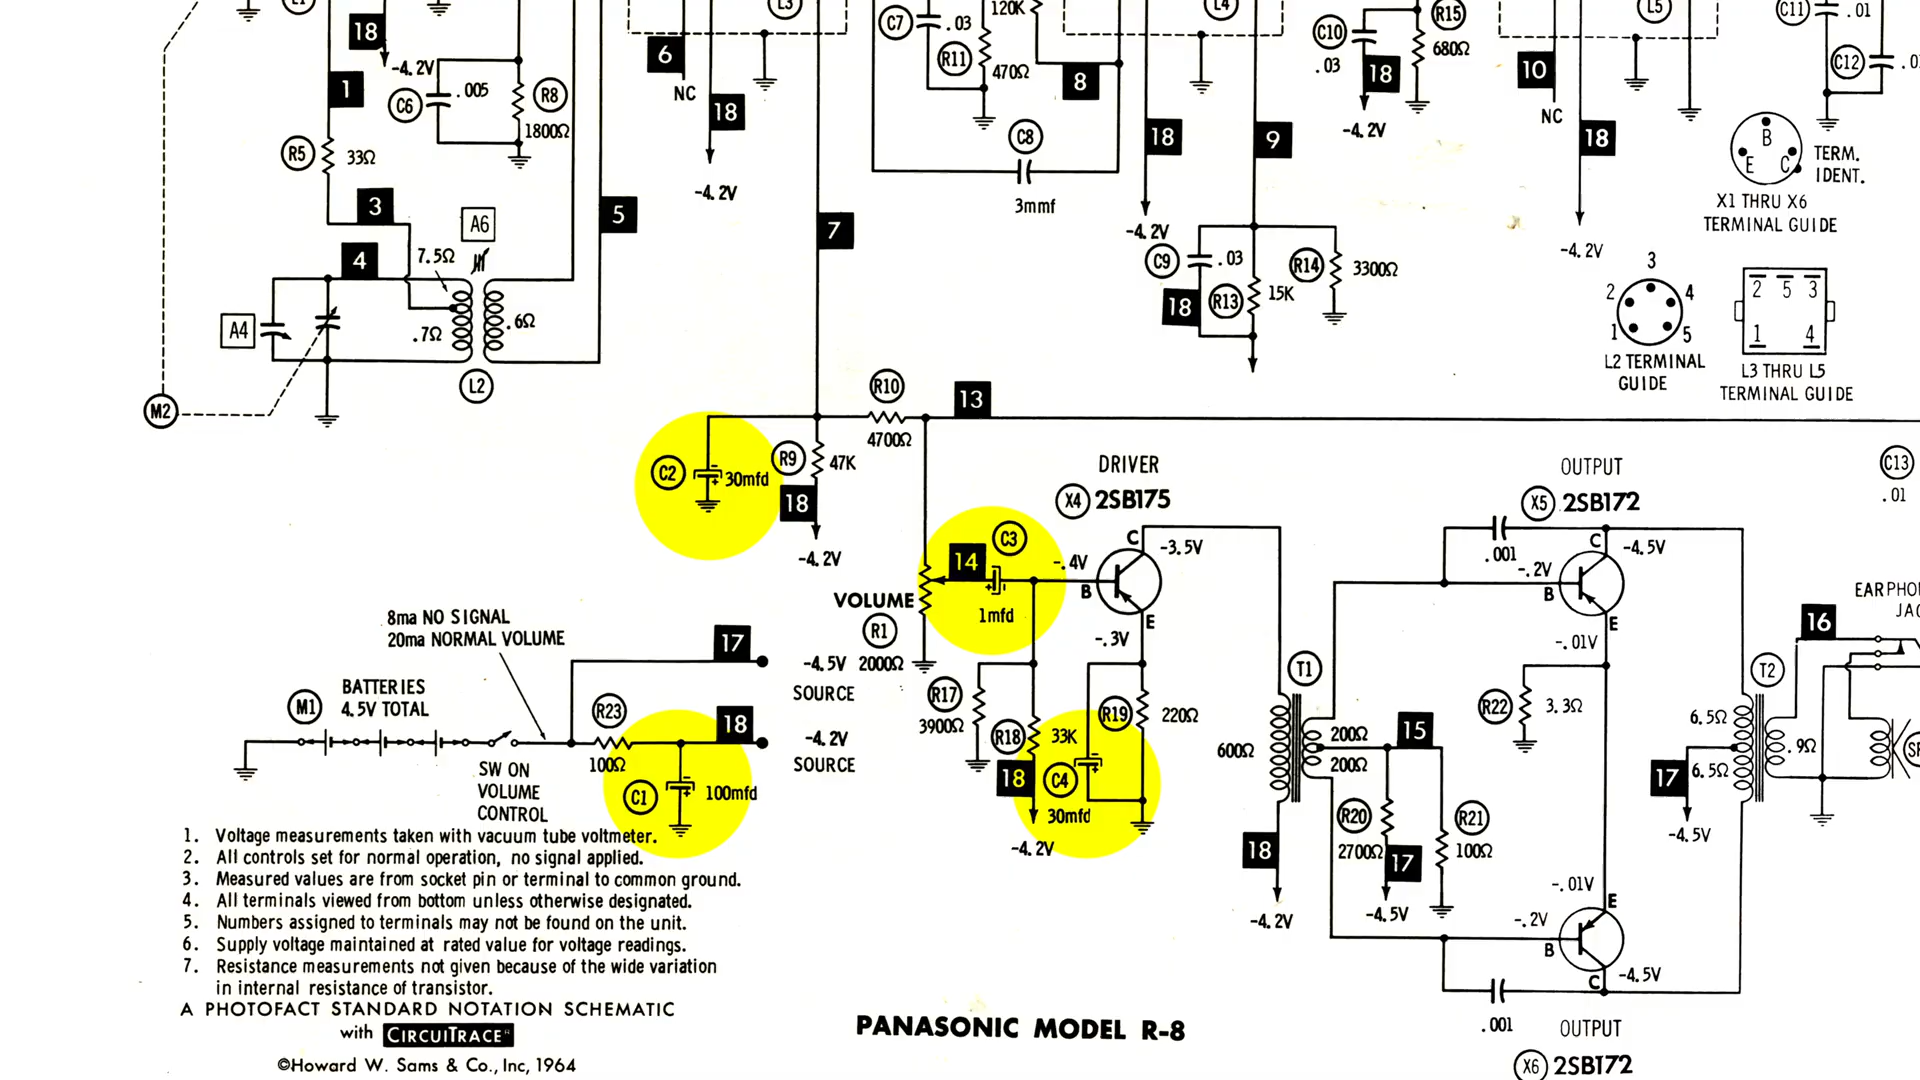 18
-4.2V
1
C6
.005
R8
1800Ω
R5
33Ω
3
A6
4
7.5Ω
.7Ω
.6Ω
A4
L2
M2
5
6
NC
18
-4.2V
L3
7
C7
.03
120K
R11
470Ω
8
C8
3mmf
L4
18
-4.2V
9
C9
.03
R14
3300Ω
18
R13
15K
C10
.03
R15
680Ω
18
-4.2V
10
NC
L5
18
-4.2V
C11
.01
C12
B
E C
TERM.
IDENT.
X1 THRU X6
TERMINAL GUIDE
3
2 4
1 5
L2 TERMINAL
GUIDE
2 5 3
1 4
L3 THRU L5
TERMINAL GUIDE
R10
4700Ω
13
C2
30mfd
R9
47K
18
-4.2V
DRIVER
X4 2SB175
C3
14
1mfd
-.4V
B
C
-3.5V
E
-.3V
VOLUME
R1
2000Ω
R17
3900Ω
R18
33K
18
-4.2V
C4
30mfd
R19
220Ω
OUTPUT
X5 2SB172
.001
C
-4.5V
-.2V
B
E
-.01V
C13
.01
EARPHO
JAC
16
T1
600Ω
200Ω
200Ω
15
18
-4.2V
R20
2700Ω
17
-4.5V
R21
100Ω
R22
3.3Ω
T2
6.5Ω
6.5Ω
.9Ω
17
-4.5V
-.01V
E
-.2V
B
C
-4.5V
.001
OUTPUT
X6 2SB172
8ma NO SIGNAL
20ma NORMAL VOLUME
17
-4.5V
SOURCE
BATTERIES
4.5V TOTAL
M1
R23
100Ω
18
-4.2V
SOURCE
SW ON
VOLUME
CONTROL
C1
100mfd
1. Voltage measurements taken with vacuum tube voltmeter.
2. All controls set for normal operation, no signal applied.
3. Measured values are from socket pin or terminal to common ground.
4. All terminals viewed from bottom unless otherwise designated.
5. Numbers assigned to terminals may not be found on the unit.
6. Supply voltage maintained at rated value for voltage readings.
7. Resistance measurements not given because of the wide variation
in internal resistance of transistor.
A PHOTOFACT STANDARD NOTATION SCHEMATIC
with CIRCUITRACE
©Howard W. Sams & Co., Inc, 1964
PANASONIC MODEL R-8